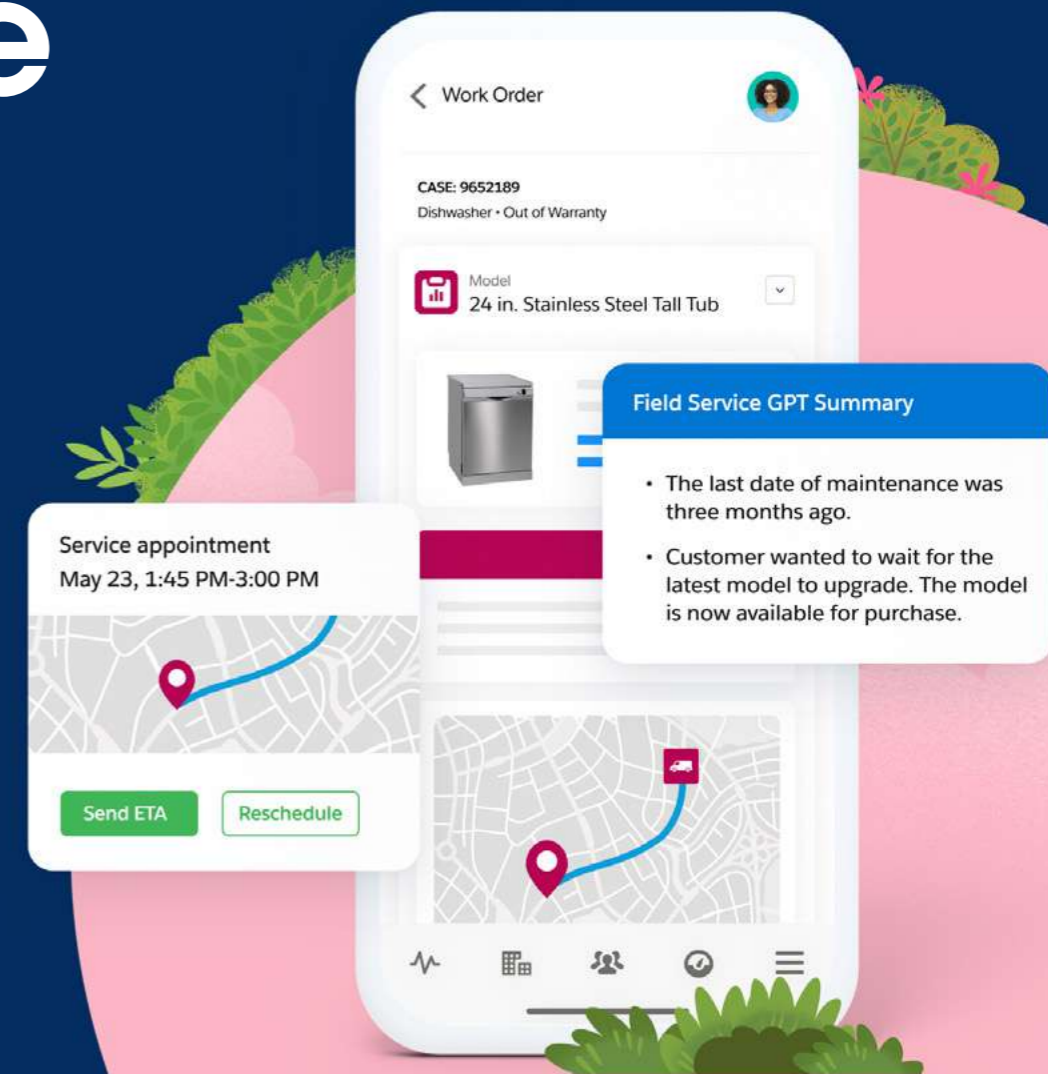 e
Work Order
CASE: 9652189
Dishwasher • Out of Warranty
Model
24 in. Stainless Steel Tall Tub
Field Service GPT Summary
• The last date of maintenance was
three months ago.
• Customer wanted to wait for the
latest model to upgrade. The model
is now available for purchase.
Service appointment
May 23, 1:45 PM-3:00 PM
Send ETA
Reschedule